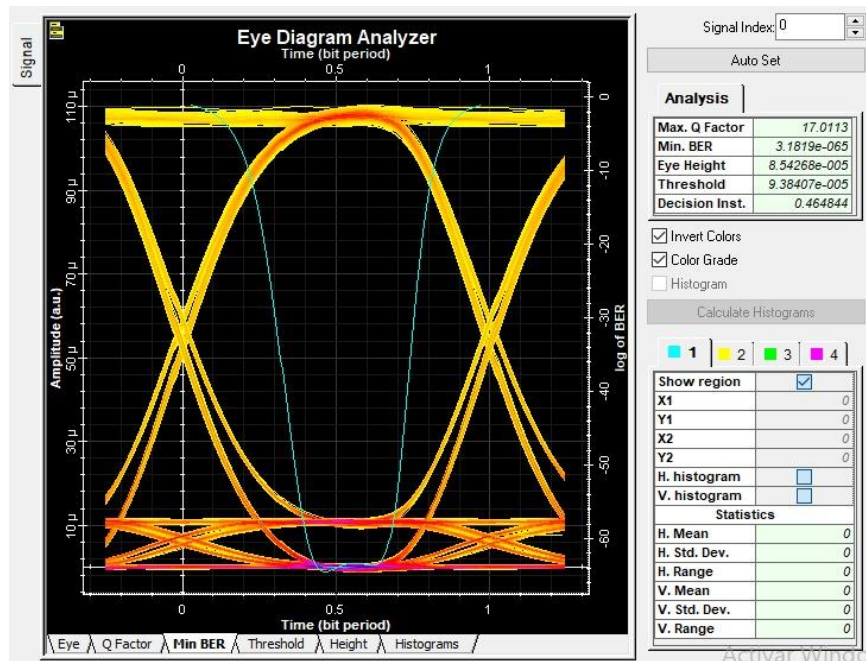 Signal
Eye Diagram Analyzer
Time (bit period)
0 0.5 1
Amplitude (a.u.)
110 µ
90 µ
70 µ
50 µ
30 µ
10 µ
0
-10
-20
-30
-40
-50
-60
log of BER
0 0.5 1
Time (bit period)
Eye Q Factor Min BER Threshold Height Histograms
Signal Index: 0
Auto Set
Analysis
Max. Q Factor 17.0113
Min. BER 3.1819e-065
Eye Height 8.54268e-005
Threshold 9.38407e-005
Decision Inst. 0.464844
Invert Colors
Color Grade
Histogram
Calculate Histograms
1 2 3 4
Show region
X1 0
Y1 0
X2 0
Y2 0
H. histogram
V. histogram
Statistics
H. Mean 0
H. Std. Dev. 0
H. Range 0
V. Mean 0
V. Std. Dev. 0
V. Range 0
Activar Windo